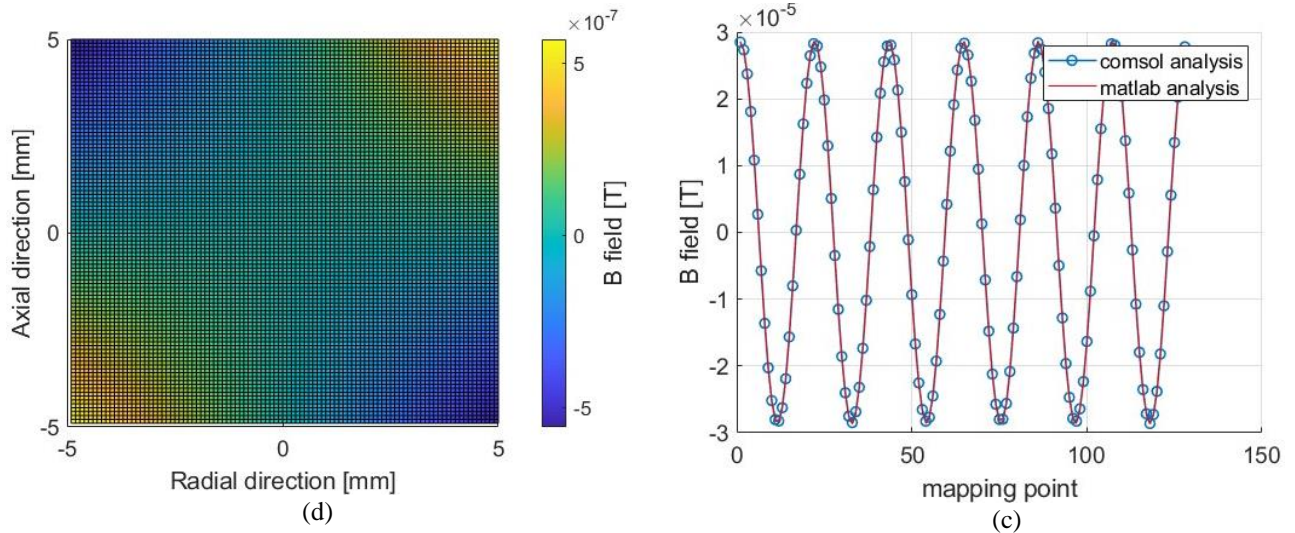 ×10⁻⁷
5
0
-5
Axial direction [mm]
-5
0
5
Radial direction [mm]
5
0
-5
B field [T]
(d)
×10⁻⁵
3
2
1
0
-1
-2
-3
B field [T]
comsol analysis
matlab analysis
0
50
100
150
mapping point
(c)